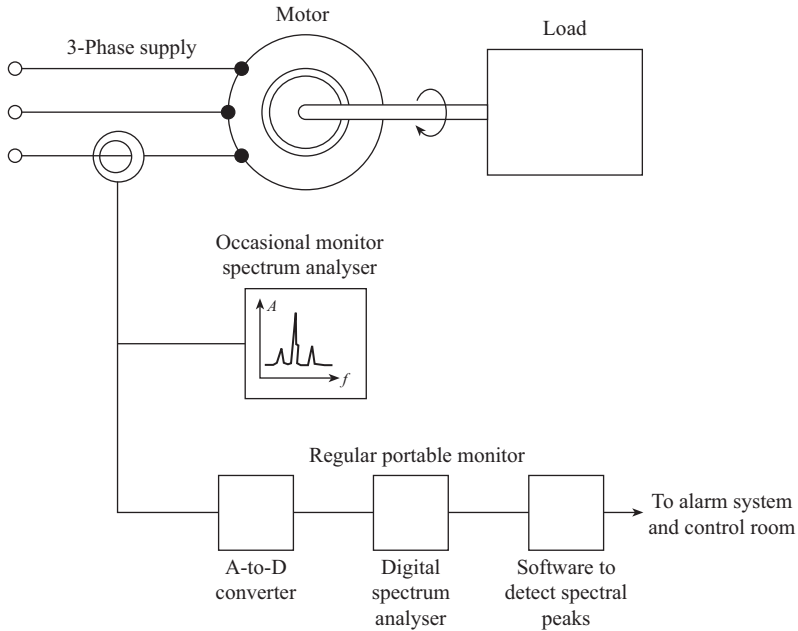 Motor
3-Phase supply
Load
Occasional monitor
spectrum analyser
A
f
Regular portable monitor
To alarm system
and control room
A-to-D
converter
Digital
spectrum
analyser
Software to
detect spectral
peaks